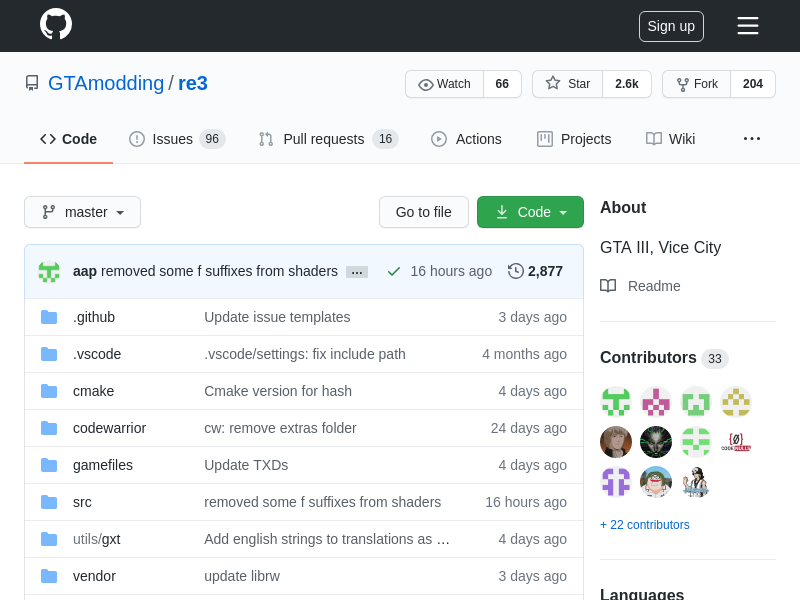 Sign up
GTAmodding / re3
Watch 66 Star 2.6k Fork 204
Code Issues 96 Pull requests 16 Actions Projects Wiki ...
master Go to file Code
aap removed some f suffixes from shaders ... 16 hours ago 2,877
.github Update issue templates 3 days ago
.vscode .vscode/settings: fix include path 4 months ago
cmake Cmake version for hash 4 days ago
codewarrior cw: remove extras folder 24 days ago
gamefiles Update TXDs 4 days ago
src removed some f suffixes from shaders 16 hours ago
utils/gxt Add english strings to translations as … 4 days ago
vendor update librw 3 days ago
About
GTA III, Vice City
Readme
Contributors 33
{0}
CODENULLS
+ 22 contributors
Languages